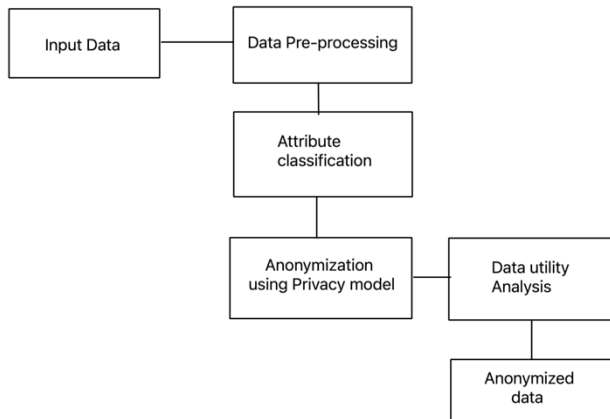 Input Data
Data Pre-processing
Attribute
classification
Anonymization
using Privacy model
Data utility
Analysis
Anonymized
data